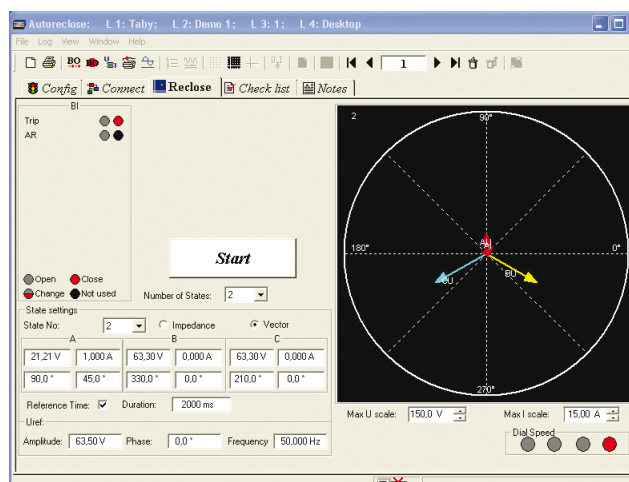 Autoreclose: L 1: Taby; L 2: Demo 1; L 3: 1; L 4: Desktop
File Log View Window Help
BO 1
Config Connect Reclose Check list Notes
BI
Trip
AR
Open Close
Change Not used
Start
Number of States: 2
State settings
State No: 2 Impedance Vector
A B C
21,21 V 1,000 A 63,30 V 0,000 A 63,30 V 0,000 A
90,0 ° 45,0 ° 330,0 ° 0,0 ° 210,0 ° 0,0 °
Reference Time: Duration: 2000 ms
Uref:
Amplitude: 63,50 V Phase: 0,0 ° Frequency 50,000 Hz
2
90°
180° 0°
CU BU
270°
Max U scale: 150,0 V Max I scale: 15,00 A
Dial Speed